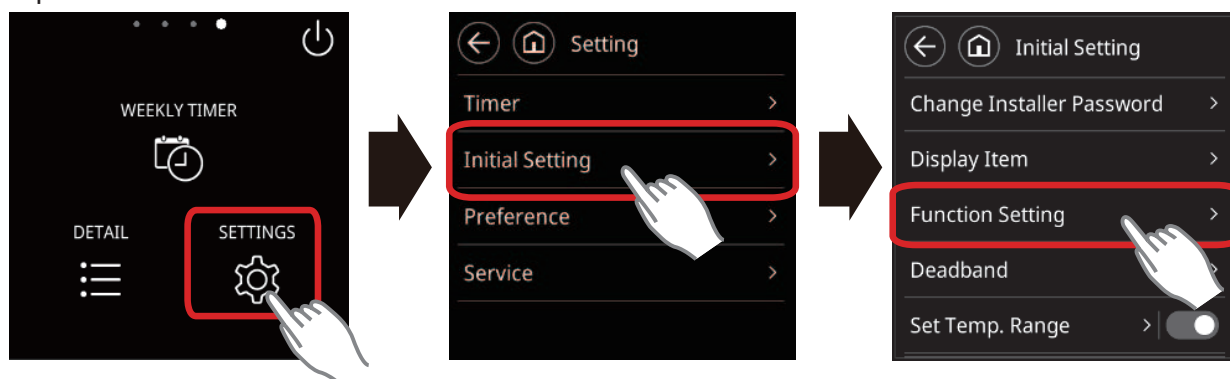 WEEKLY TIMER
DETAIL
SETTINGS
Setting
Timer
Initial Setting
Preference
Service
Initial Setting
Change Installer Password
Display Item
Function Setting
Deadband
Set Temp. Range